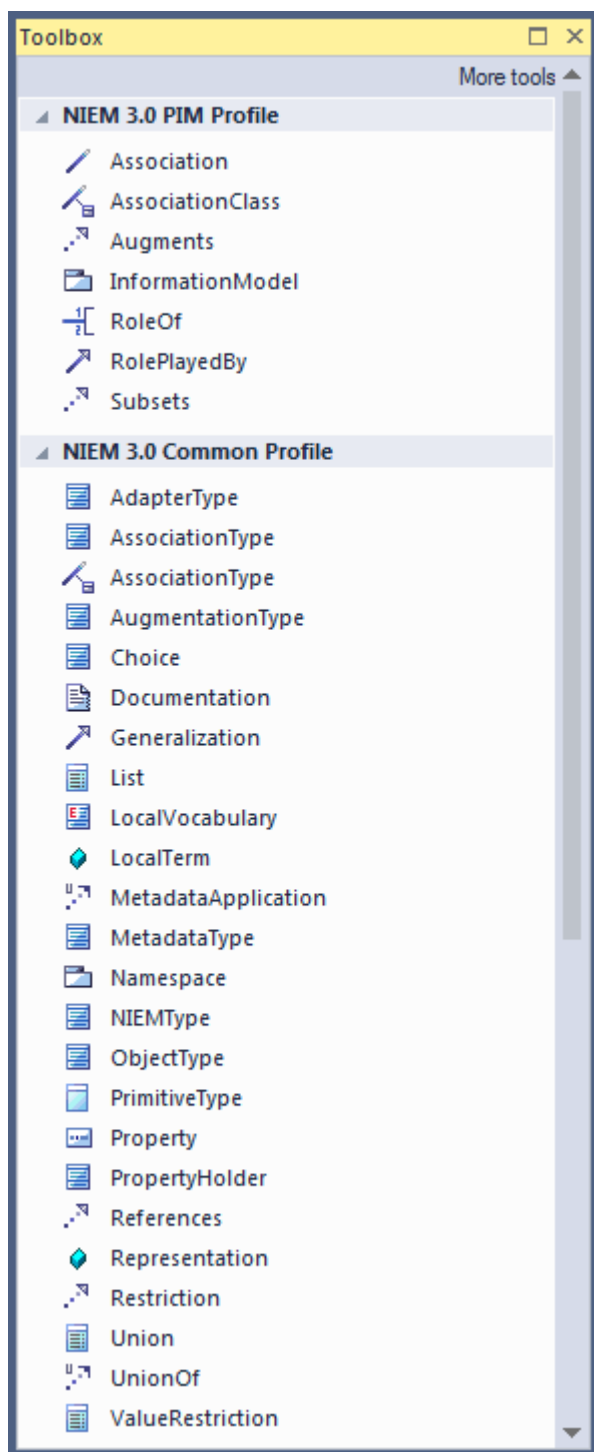 Toolbox
More tools
NIEM 3.0 PIM Profile
Association
AssociationClass
Augments
InformationModel
RoleOf
RolePlayedBy
Subsets
NIEM 3.0 Common Profile
AdapterType
AssociationType
AssociationType
AugmentationType
Choice
Documentation
Generalization
List
LocalVocabulary
LocalTerm
MetadataApplication
MetadataType
Namespace
NIEMType
ObjectType
PrimitiveType
Property
PropertyHolder
References
Representation
Restriction
Union
UnionOf
ValueRestriction